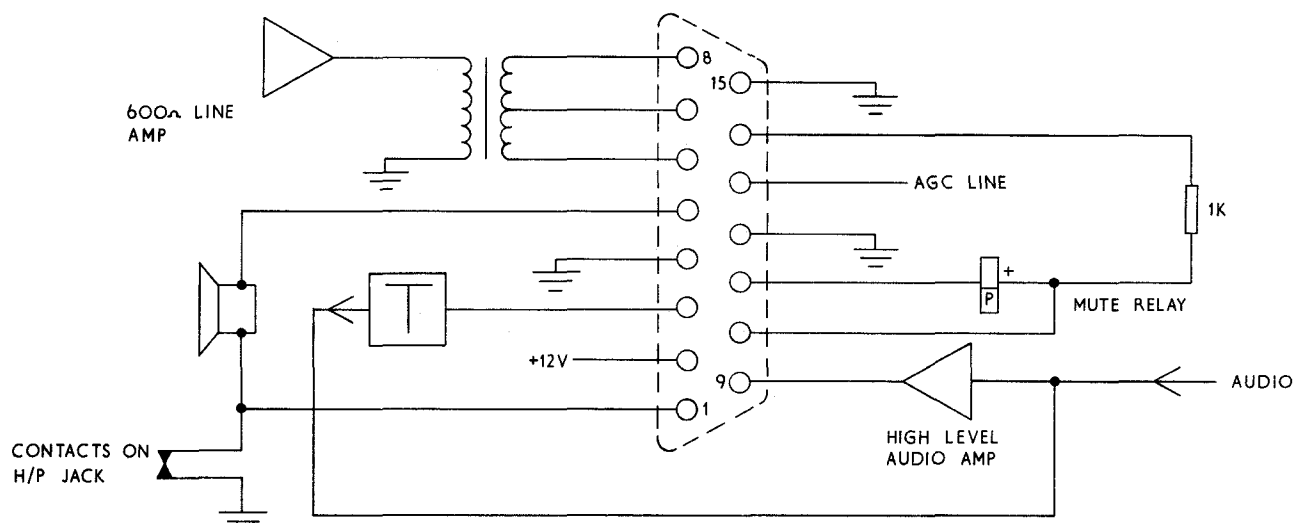 8
15
600Ω LINE
AMP
AGC LINE
1K
+
P
MUTE RELAY
+12V
9
1
AUDIO
HIGH LEVEL
AUDIO AMP
CONTACTS ON
H/P JACK